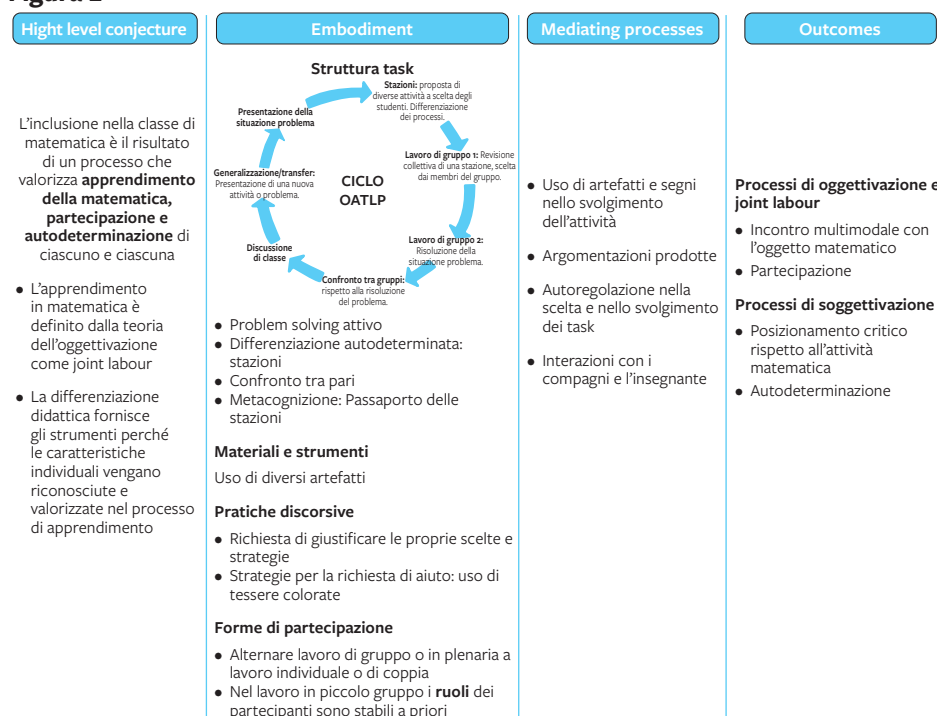 Hight level conjecture
L'inclusione nella classe di
matematica è il risultato
di un processo che
valorizza apprendimento
della matematica,
partecipazione e
autodeterminazione di
ciascuno e ciascuna
● L'apprendimento
in matematica è
definito dalla teoria
dell'oggettivazione
come joint labour
● La differenziazione
didattica fornisce
gli strumenti perché
le caratteristiche
individuali vengano
riconosciute e
valorizzate nel processo
di apprendimento
Embodiment
Struttura task
Stazioni: proposta di
diverse attività a scelta degli
studenti. Differenziazione
dei processi.
Lavoro di gruppo 1: Revisione
collettiva di una stazione, scelta
dai membri del gruppo.
Lavoro di gruppo 2:
Risoluzione della
situazione problema.
Confronto tra gruppi:
rispetto alla risoluzione
del problema.
Discussione
di classe
Generalizzazione/transfer:
Presentazione di una nuova
attività o problema.
Presentazione della
situazione problema
CICLO
OATLP
● Problem solving attivo
● Differenziazione autodeterminata:
stazioni
● Confronto tra pari
● Metacognizione: Passaporto delle
stazioni
Materiali e strumenti
Uso di diversi artefatti
Pratiche discorsive
● Richiesta di giustificare le proprie scelte e
strategie
● Strategie per la richiesta di aiuto: uso di
tessere colorate
Forme di partecipazione
● Alternare lavoro di gruppo o in plenaria a
lavoro individuale o di coppia
● Nel lavoro in piccolo gruppo i ruoli dei
partecipanti sono stabili a priori
Mediating processes
● Uso di artefatti e segni
nello svolgimento
dell'attività
● Argomentazioni prodotte
● Autoregolazione nella
scelta e nello svolgimento
dei task
● Interazioni con i
compagni e l'insegnante
Outcomes
Processi di oggettivazione e
joint labour
● Incontro multimodale con
l'oggetto matematico
● Partecipazione
Processi di soggettivazione
● Posizionamento critico
rispetto all'attività
matematica
● Autodeterminazione